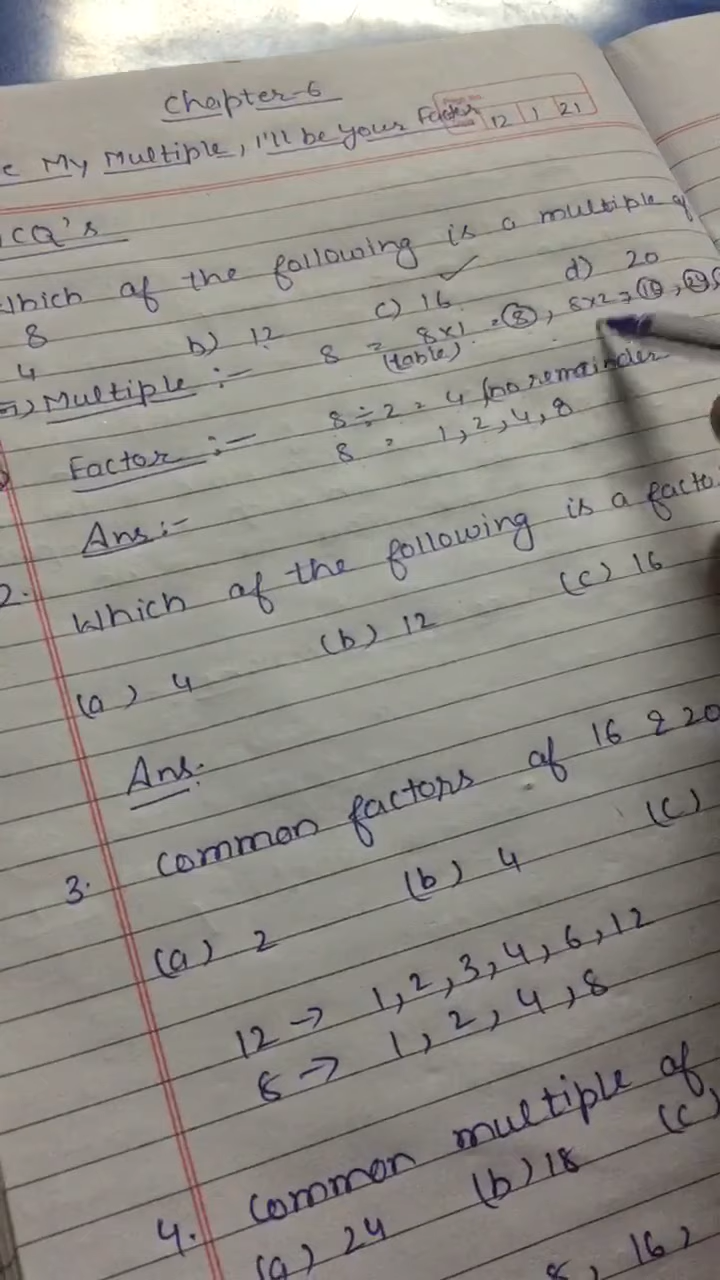 Chapter-6
My Multiple, I'll be your Factor
12 1 21
CQ's
Which of the following is a multiple of
8
4 b) 12 c) 16 ✓ d) 20
Multiple :- 8 = 8x1 = 8, 8x2 = 16, 24,
(table)
Factor :- 8 ÷ 2 = 4 (no remainder
8 = 1, 2, 4, 8
Ans :-
2. Which of the following is a facto
(a) 4 (b) 12 (c) 16
Ans:
3. Common factors of 16 & 20
(a) 2 (b) 4 (c)
12 → 1, 2, 3, 4, 6, 12
8 → 1, 2, 4, 8
4. Common multiple of
(a) 24 (b) 18 (c)
8, 16,